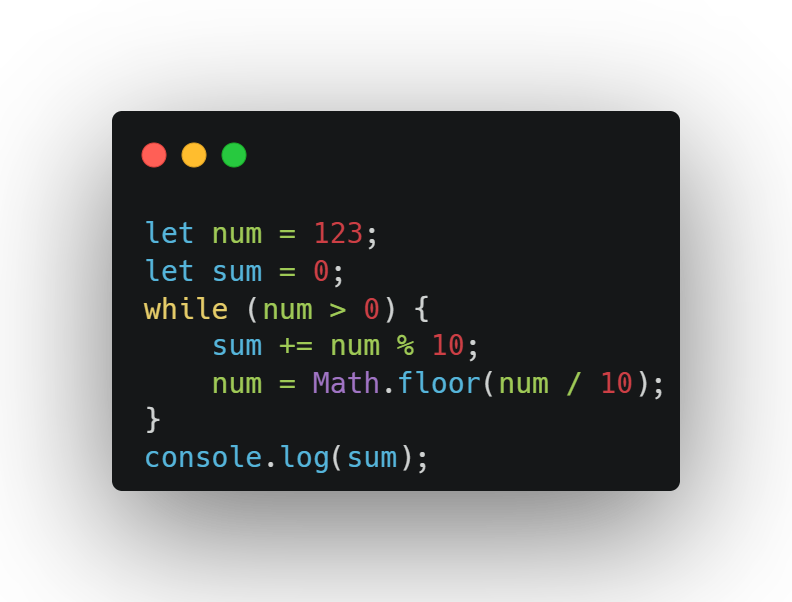 let num = 123;
let sum = 0;
while (num > 0) {
    sum += num % 10;
    num = Math.floor(num / 10);
}
console.log(sum);